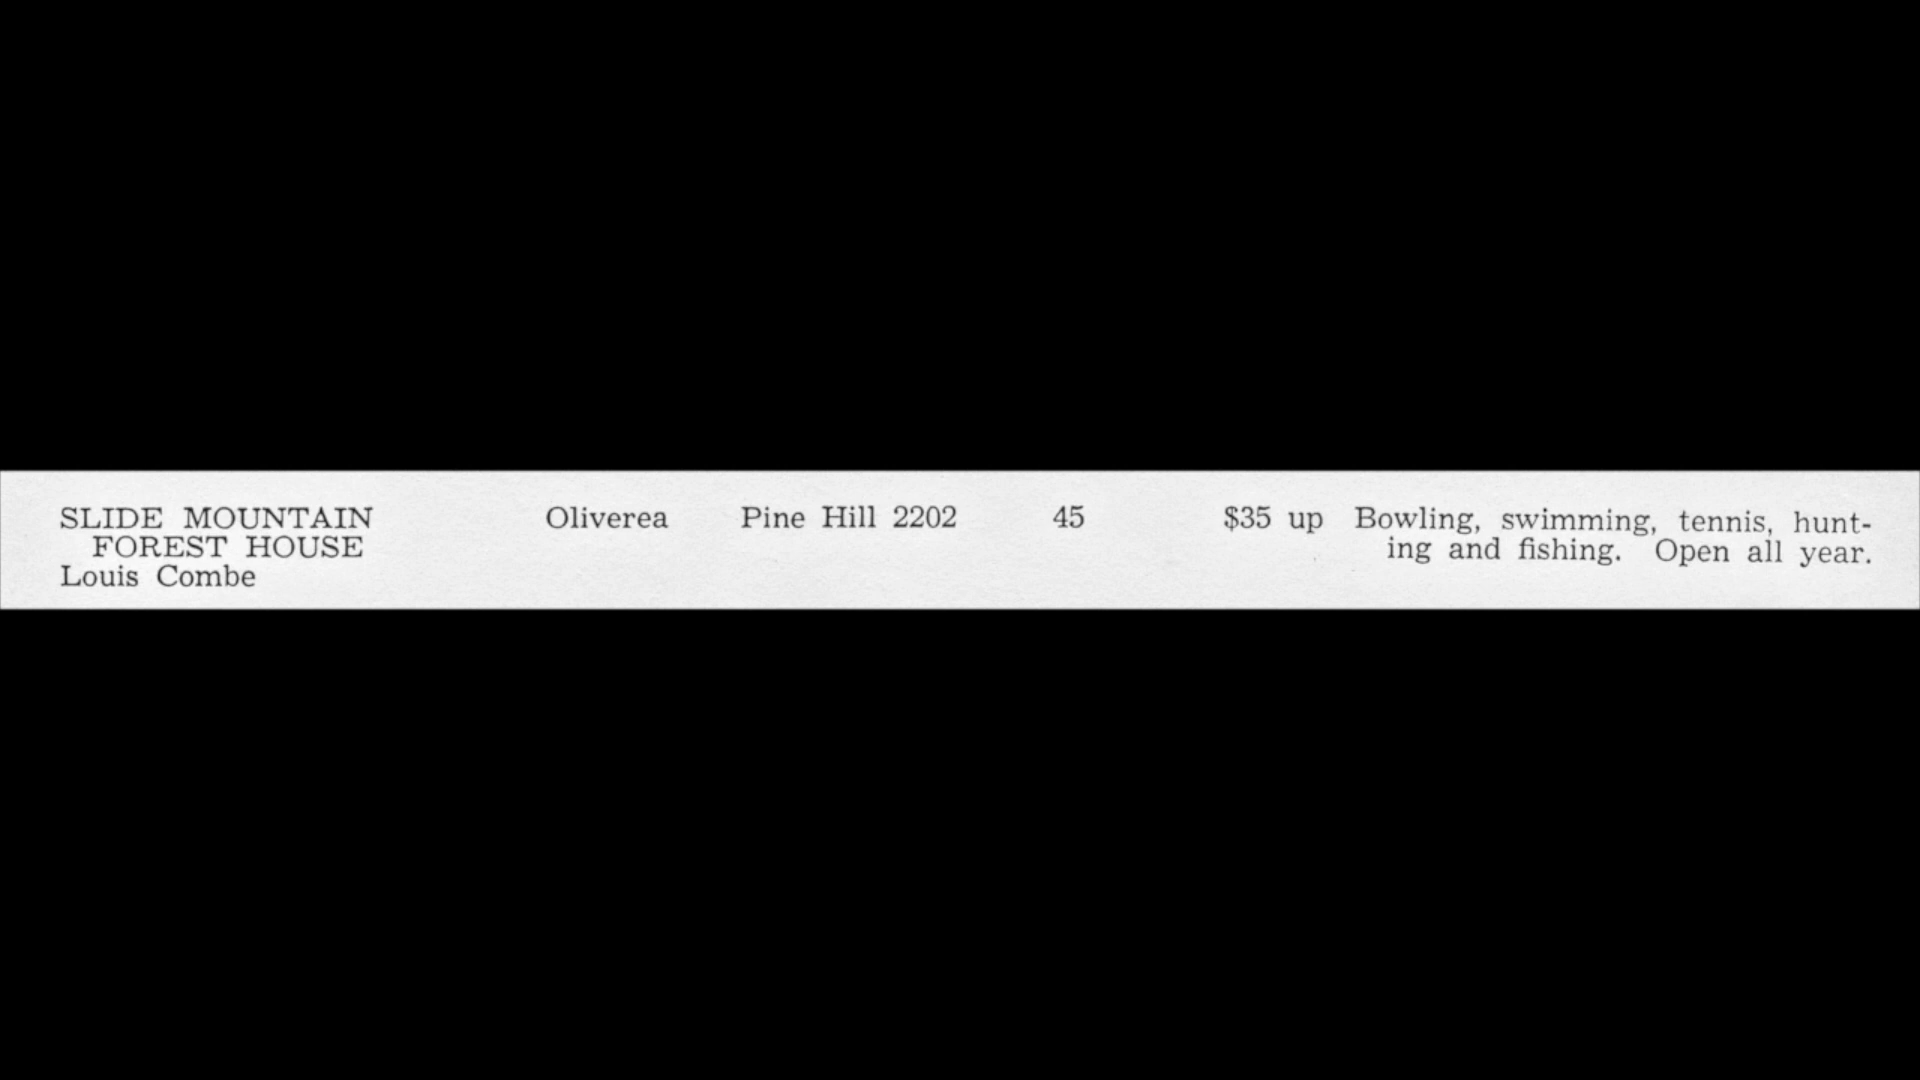 SLIDE MOUNTAIN Oliverea Pine Hill 2202 45 $35 up Bowling, swimming, tennis, hunt-
FOREST HOUSE ing and fishing. Open all year.
Louis Combe